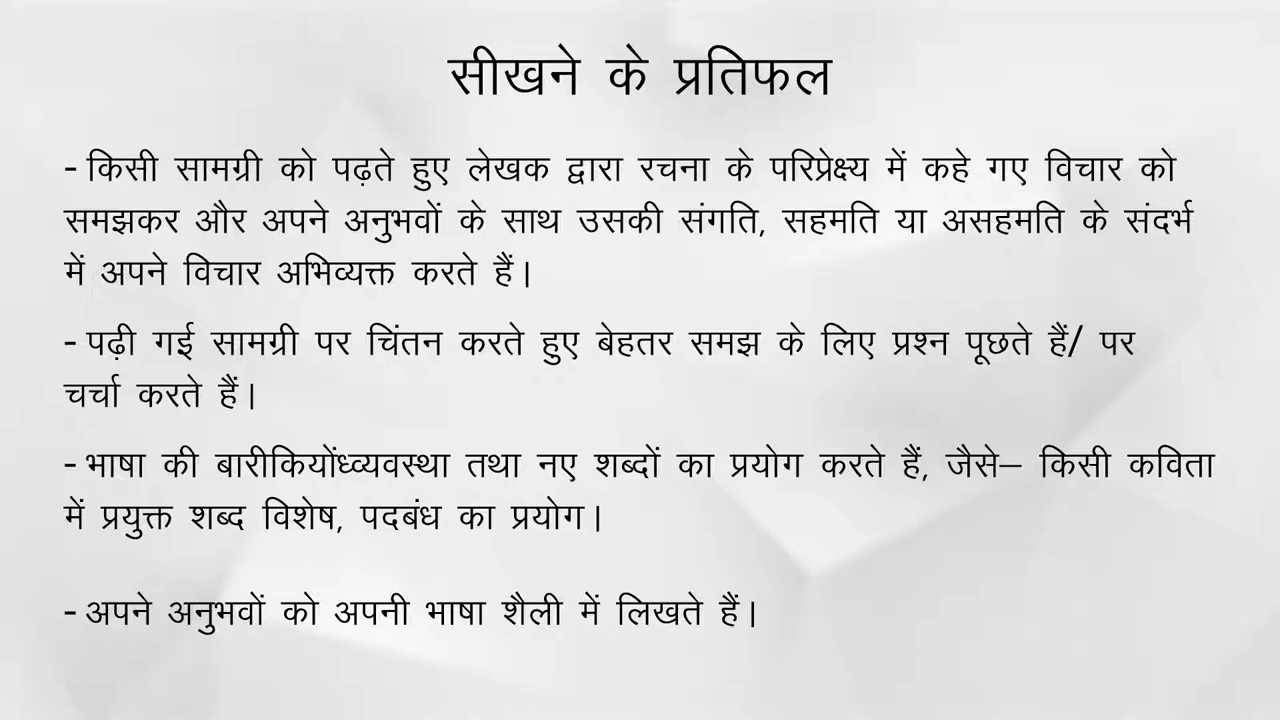 सीखने के प्रतिफल
- किसी सामग्री को पढ़ते हुए लेखक द्वारा रचना के परिप्रेक्ष्य में कहे गए विचार को
समझकर और अपने अनुभवों के साथ उसकी संगति, सहमति या असहमति के संदर्भ
में अपने विचार अभिव्यक्त करते हैं।
- पढ़ी गई सामग्री पर चिंतन करते हुए बेहतर समझ के लिए प्रश्न पूछते हैं/ पर
चर्चा करते हैं।
- भाषा की बारीकियोंध्व्यवस्था तथा नए शब्दों का प्रयोग करते हैं, जैसे– किसी कविता
में प्रयुक्त शब्द विशेष, पदबंध का प्रयोग।
- अपने अनुभवों को अपनी भाषा शैली में लिखते हैं।